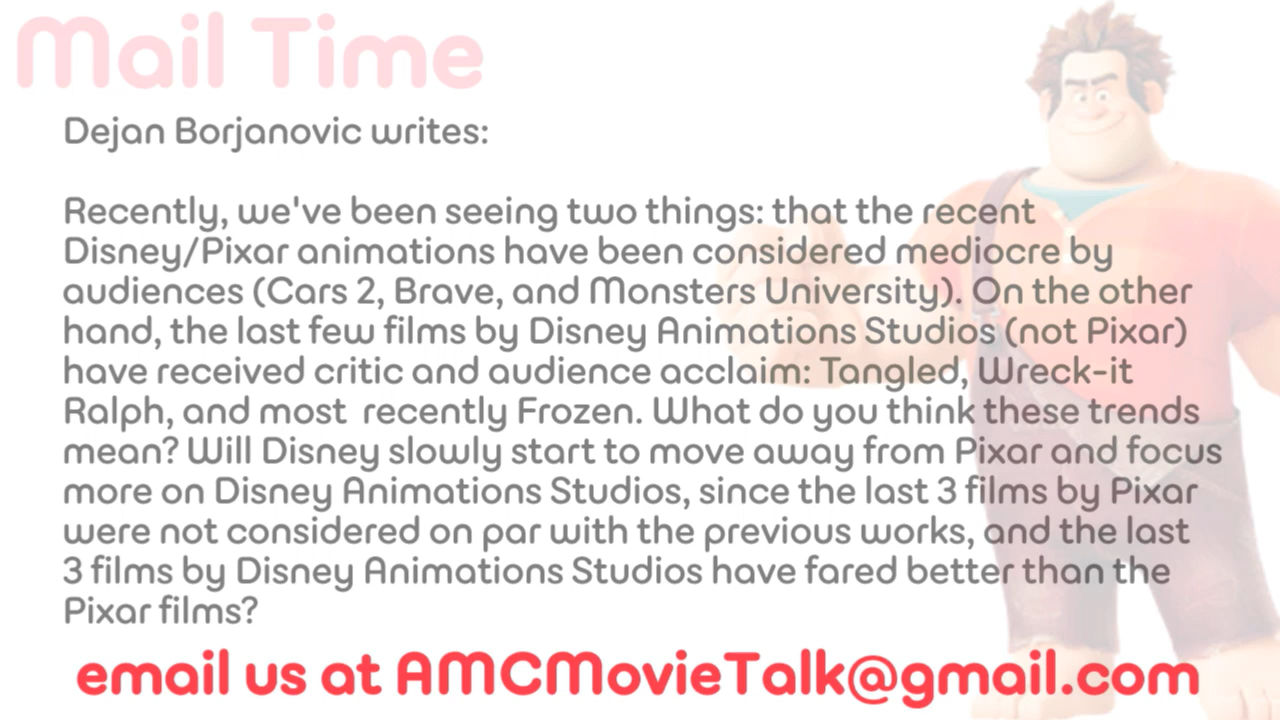 Mail Time
Dejan Borjanovic writes:
Recently, we've been seeing two things: that the recent
Disney/Pixar animations have been considered mediocre by
audiences (Cars 2, Brave, and Monsters University). On the other
hand, the last few films by Disney Animations Studios (not Pixar)
have received critic and audience acclaim: Tangled, Wreck-it
Ralph, and most  recently Frozen. What do you think these trends
mean? Will Disney slowly start to move away from Pixar and focus
more on Disney Animations Studios, since the last 3 films by Pixar
were not considered on par with the previous works, and the last
3 films by Disney Animations Studios have fared better than the
Pixar films?
email us at AMCMovieTalk@gmail.com